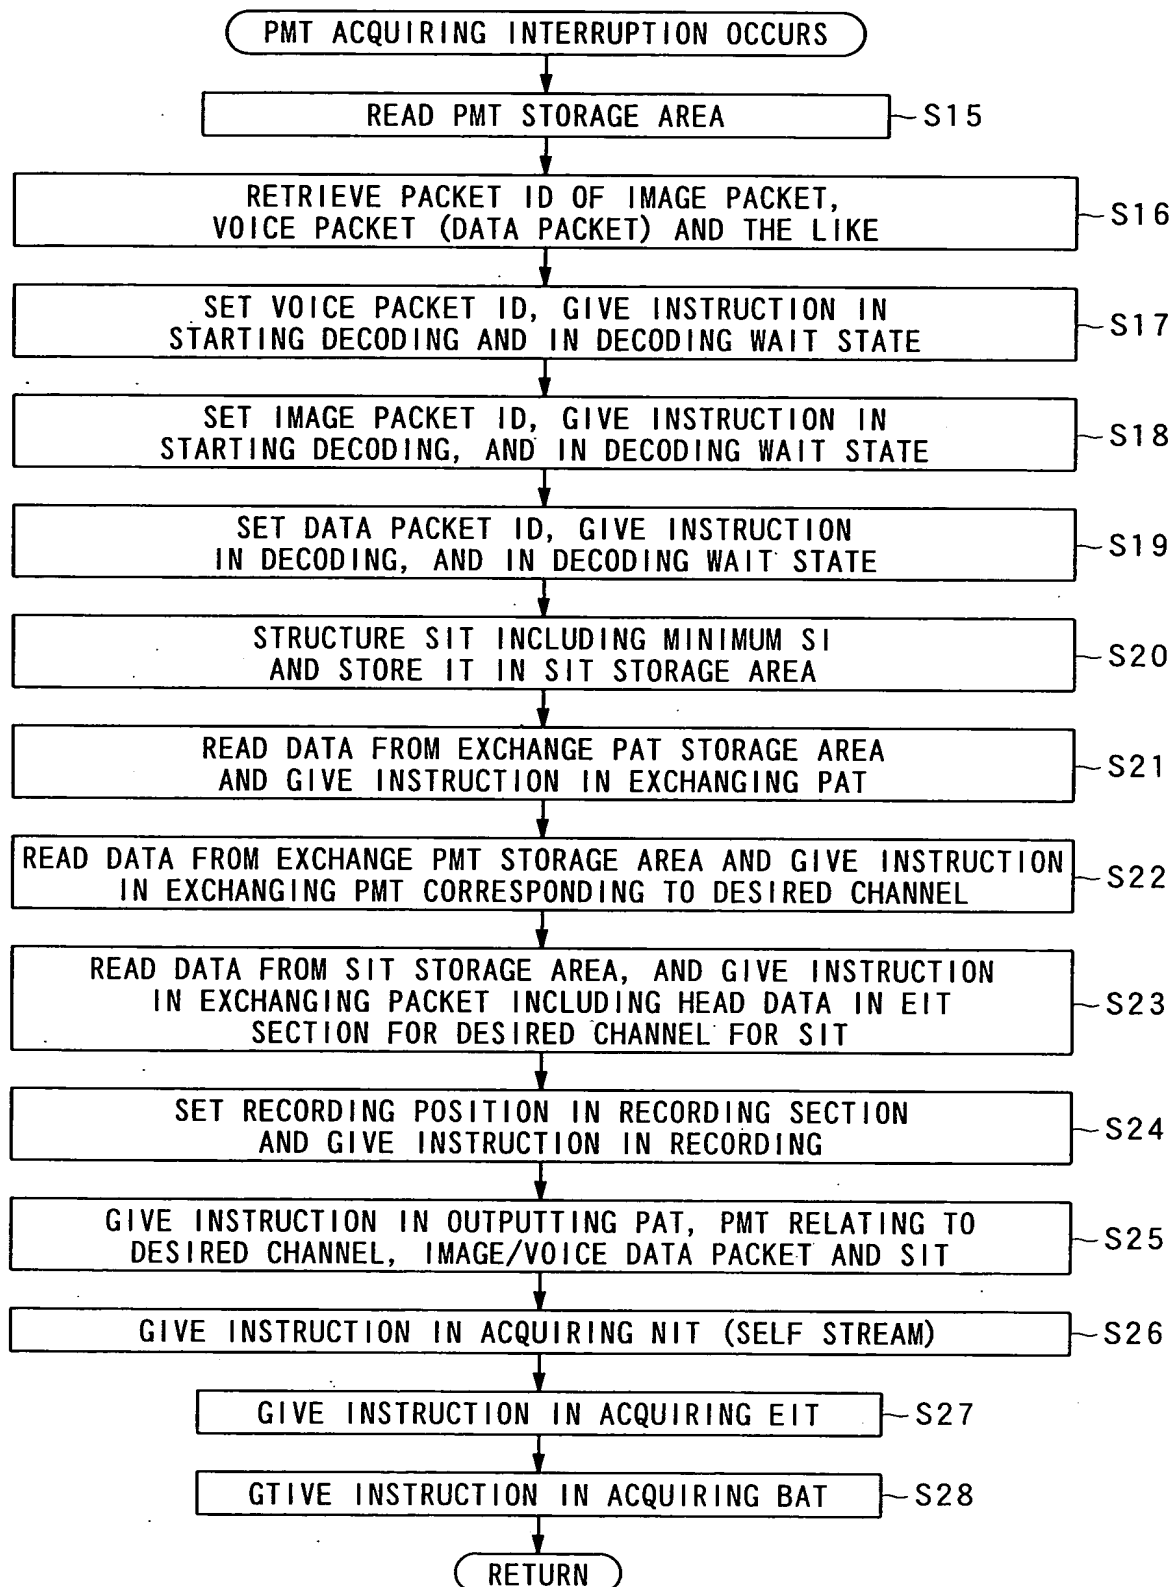 PMT ACQUIRING INTERRUPTION OCCURS
READ PMT STORAGE AREA
S15
RETRIEVE PACKET ID OF IMAGE PACKET,
VOICE PACKET (DATA PACKET) AND THE LIKE
S16
SET VOICE PACKET ID, GIVE INSTRUCTION IN
STARTING DECODING AND IN DECODING WAIT STATE
S17
SET IMAGE PACKET ID, GIVE INSTRUCTION IN
STARTING DECODING, AND IN DECODING WAIT STATE
S18
SET DATA PACKET ID, GIVE INSTRUCTION
IN DECODING, AND IN DECODING WAIT STATE
S19
STRUCTURE SIT INCLUDING MINIMUM SI
AND STORE IT IN SIT STORAGE AREA
S20
READ DATA FROM EXCHANGE PAT STORAGE AREA
AND GIVE INSTRUCTION IN EXCHANGING PAT
S21
READ DATA FROM EXCHANGE PMT STORAGE AREA AND GIVE INSTRUCTION
IN EXCHANGING PMT CORRESPONDING TO DESIRED CHANNEL
S22
READ DATA FROM SIT STORAGE AREA, AND GIVE INSTRUCTION
IN EXCHANGING PACKET INCLUDING HEAD DATA IN EIT
SECTION FOR DESIRED CHANNEL FOR SIT
S23
SET RECORDING POSITION IN RECORDING SECTION
AND GIVE INSTRUCTION IN RECORDING
S24
GIVE INSTRUCTION IN OUTPUTTING PAT, PMT RELATING TO
DESIRED CHANNEL, IMAGE/VOICE DATA PACKET AND SIT
S25
GIVE INSTRUCTION IN ACQUIRING NIT (SELF STREAM)
S26
GIVE INSTRUCTION IN ACQUIRING EIT
S27
GTIVE INSTRUCTION IN ACQUIRING BAT
S28
RETURN